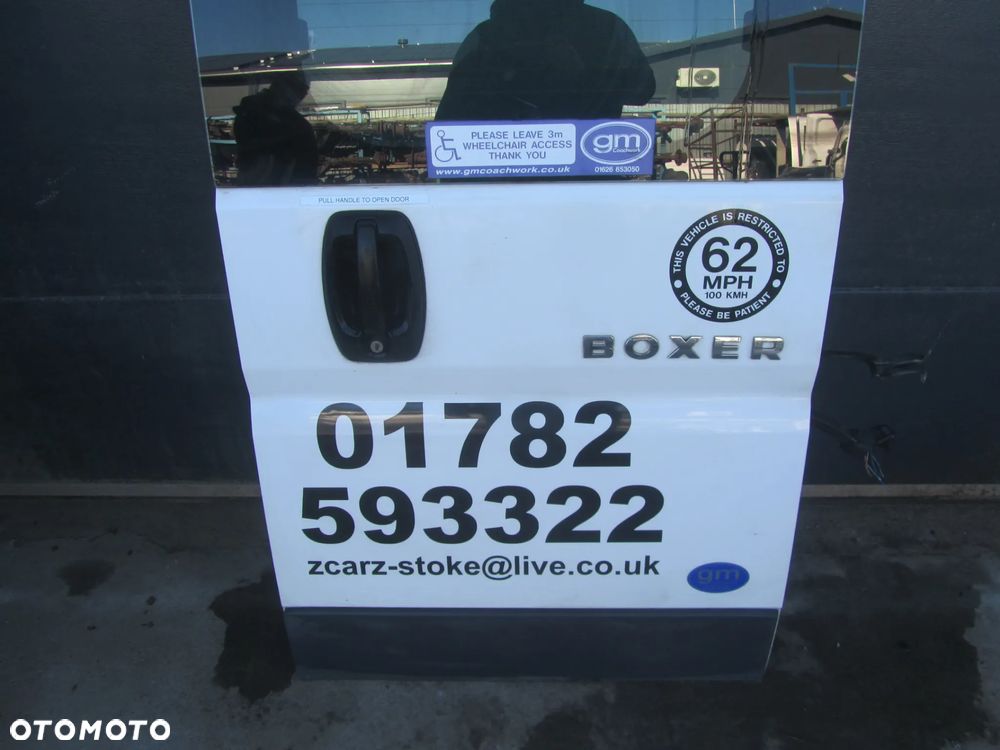 PLEASE LEAVE 3m
WHEELCHAIR ACCESS
THANK YOU
gm
Coachwork
www.gmcoachwork.co.uk
01626 853050
PULL HANDLE TO OPEN DOOR
THIS VEHICLE IS RESTRICTED TO
62
MPH
100 KMH
PLEASE BE PATIENT
BOXER
01782
593322
zcarz-stoke@live.co.uk
gm
OTOMOTO